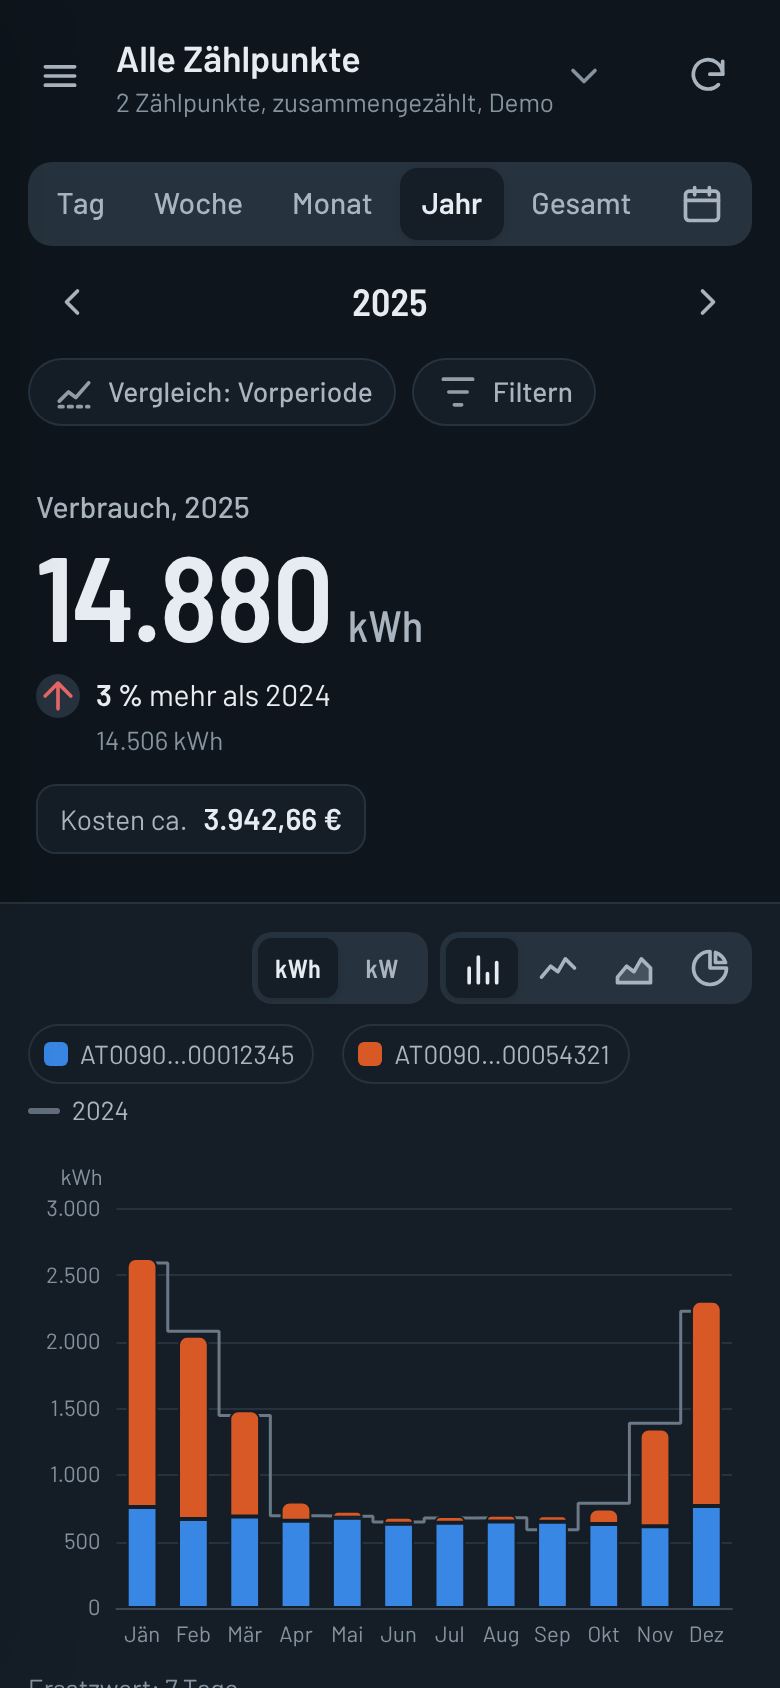 Alle Zählpunkte
2 Zählpunkte, zusammengezählt, Demo
Tag Woche Monat Jahr Gesamt
2025
Vergleich: Vorperiode Filtern
Verbrauch, 2025
14.880 kWh
3 % mehr als 2024
14.506 kWh
Kosten ca. 3.942,66 €
kWh kW
AT0090...00012345 AT0090...00054321
2024
kWh
3.000
2.500
2.000
1.500
1.000
500
0
Jän Feb Mär Apr Mai Jun Jul Aug Sep Okt Nov Dez
Ersatzwert: 7 Tage